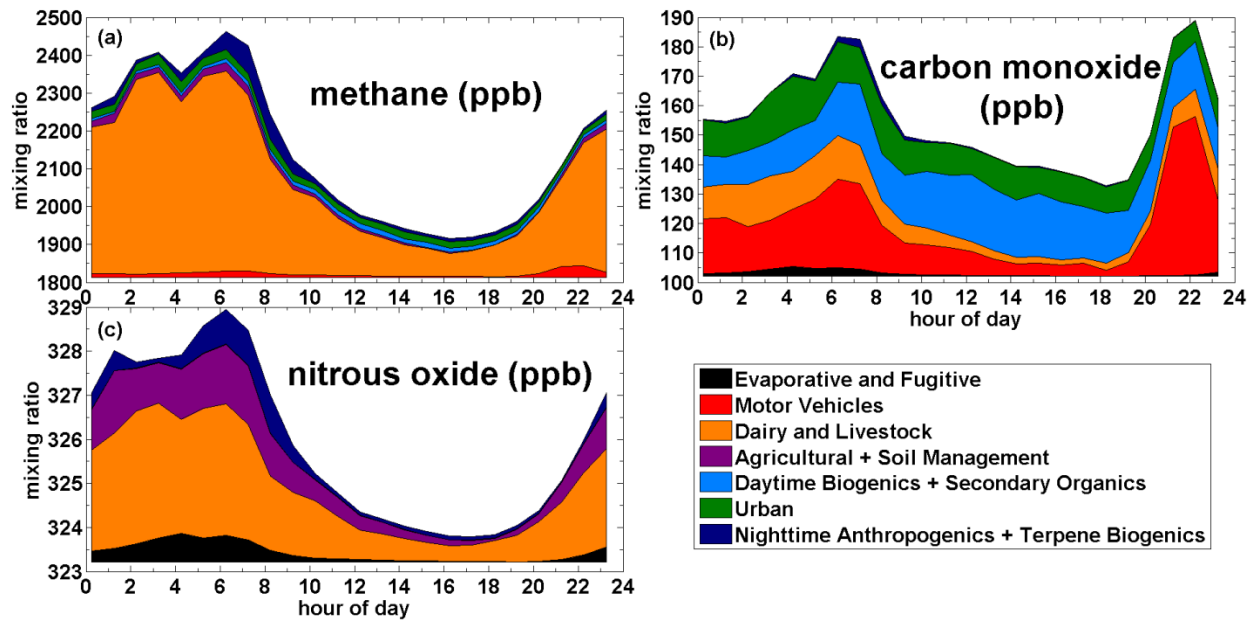 (a)
methane (ppb)
mixing ratio
2500
2400
2300
2200
2100
2000
1900
1800
0 2 4 6 8 10 12 14 16 18 20 22 24
(b)
carbon monoxide
(ppb)
mixing ratio
190
180
170
160
150
140
130
120
110
100
0 2 4 6 8 10 12 14 16 18 20 22 24
hour of day
(c)
nitrous oxide (ppb)
mixing ratio
329
328
327
326
325
324
323
0 2 4 6 8 10 12 14 16 18 20 22 24
hour of day
Evaporative and Fugitive
Motor Vehicles
Dairy and Livestock
Agricultural + Soil Management
Daytime Biogenics + Secondary Organics
Urban
Nighttime Anthropogenics + Terpene Biogenics